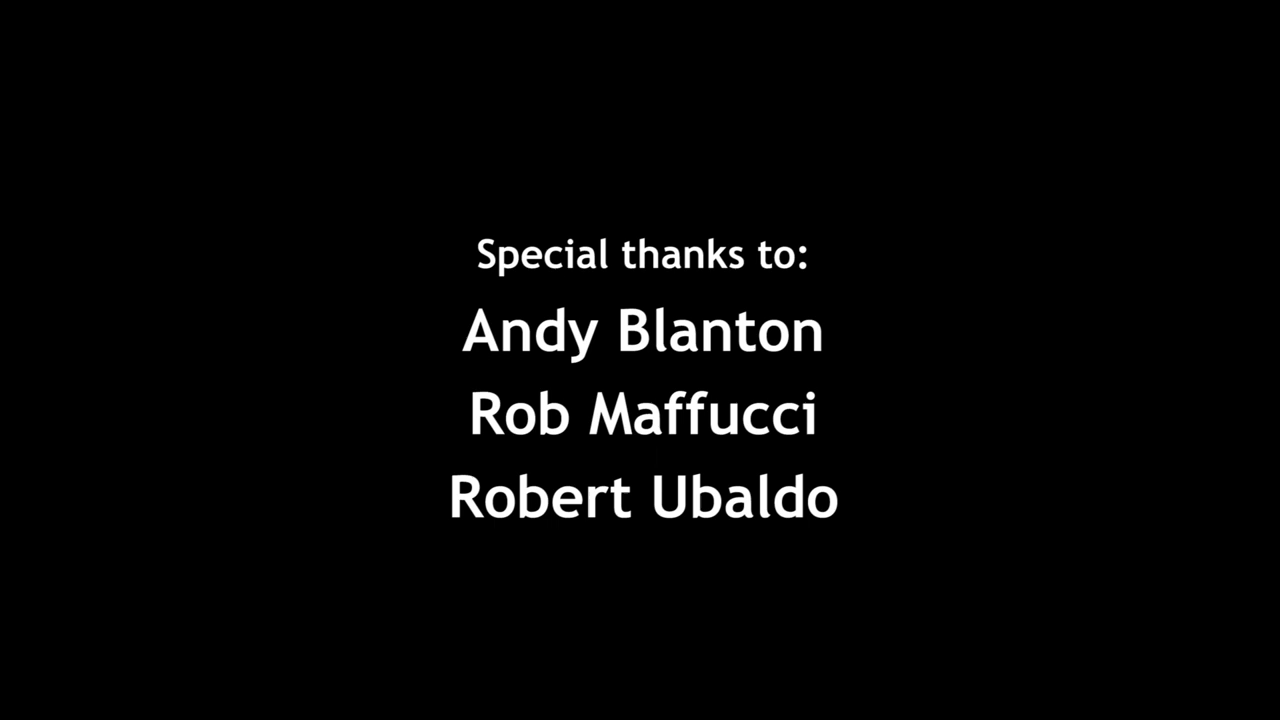 Special thanks to:
Andy Blanton
Rob Maffucci
Robert Ubaldo